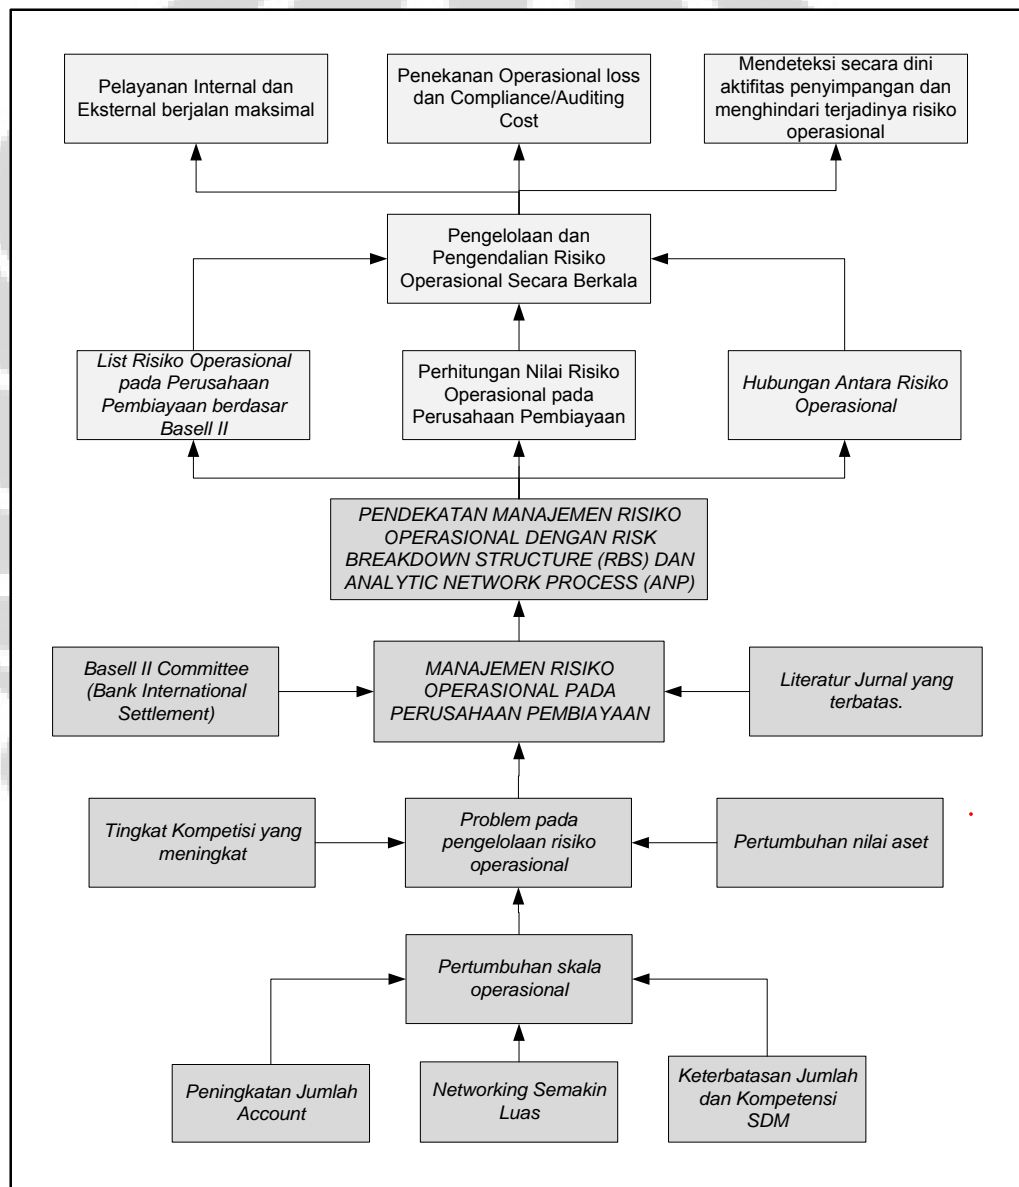 Pelayanan Internal dan
Eksternal berjalan maksimal
Penekanan Operasional loss
dan Compliance/Auditing
Cost
Mendeteksi secara dini
aktifitas penyimpangan dan
menghindari terjadinya risiko
operasional
Pengelolaan dan
Pengendalian Risiko
Operasional Secara Berkala
List Risiko Operasional
pada Perusahaan
Pembiayaan berdasar
Basell II
Perhitungan Nilai Risiko
Operasional pada
Perusahaan Pembiayaan
Hubungan Antara Risiko
Operasional
PENDEKATAN MANAJEMEN RISIKO
OPERASIONAL DENGAN RISK
BREAKDOWN STRUCTURE (RBS) DAN
ANALYTIC NETWORK PROCESS (ANP)
Basell II Committee
(Bank International
Settlement)
MANAJEMEN RISIKO
OPERASIONAL PADA
PERUSAHAAN PEMBIAYAAN
Literatur Jurnal yang
terbatas.
Tingkat Kompetisi yang
meningkat
Problem pada
pengelolaan risiko
operasional
Pertumbuhan nilai aset
Pertumbuhan skala
operasional
Peningkatan Jumlah
Account
Networking Semakin
Luas
Keterbatasan Jumlah
dan Kompetensi
SDM